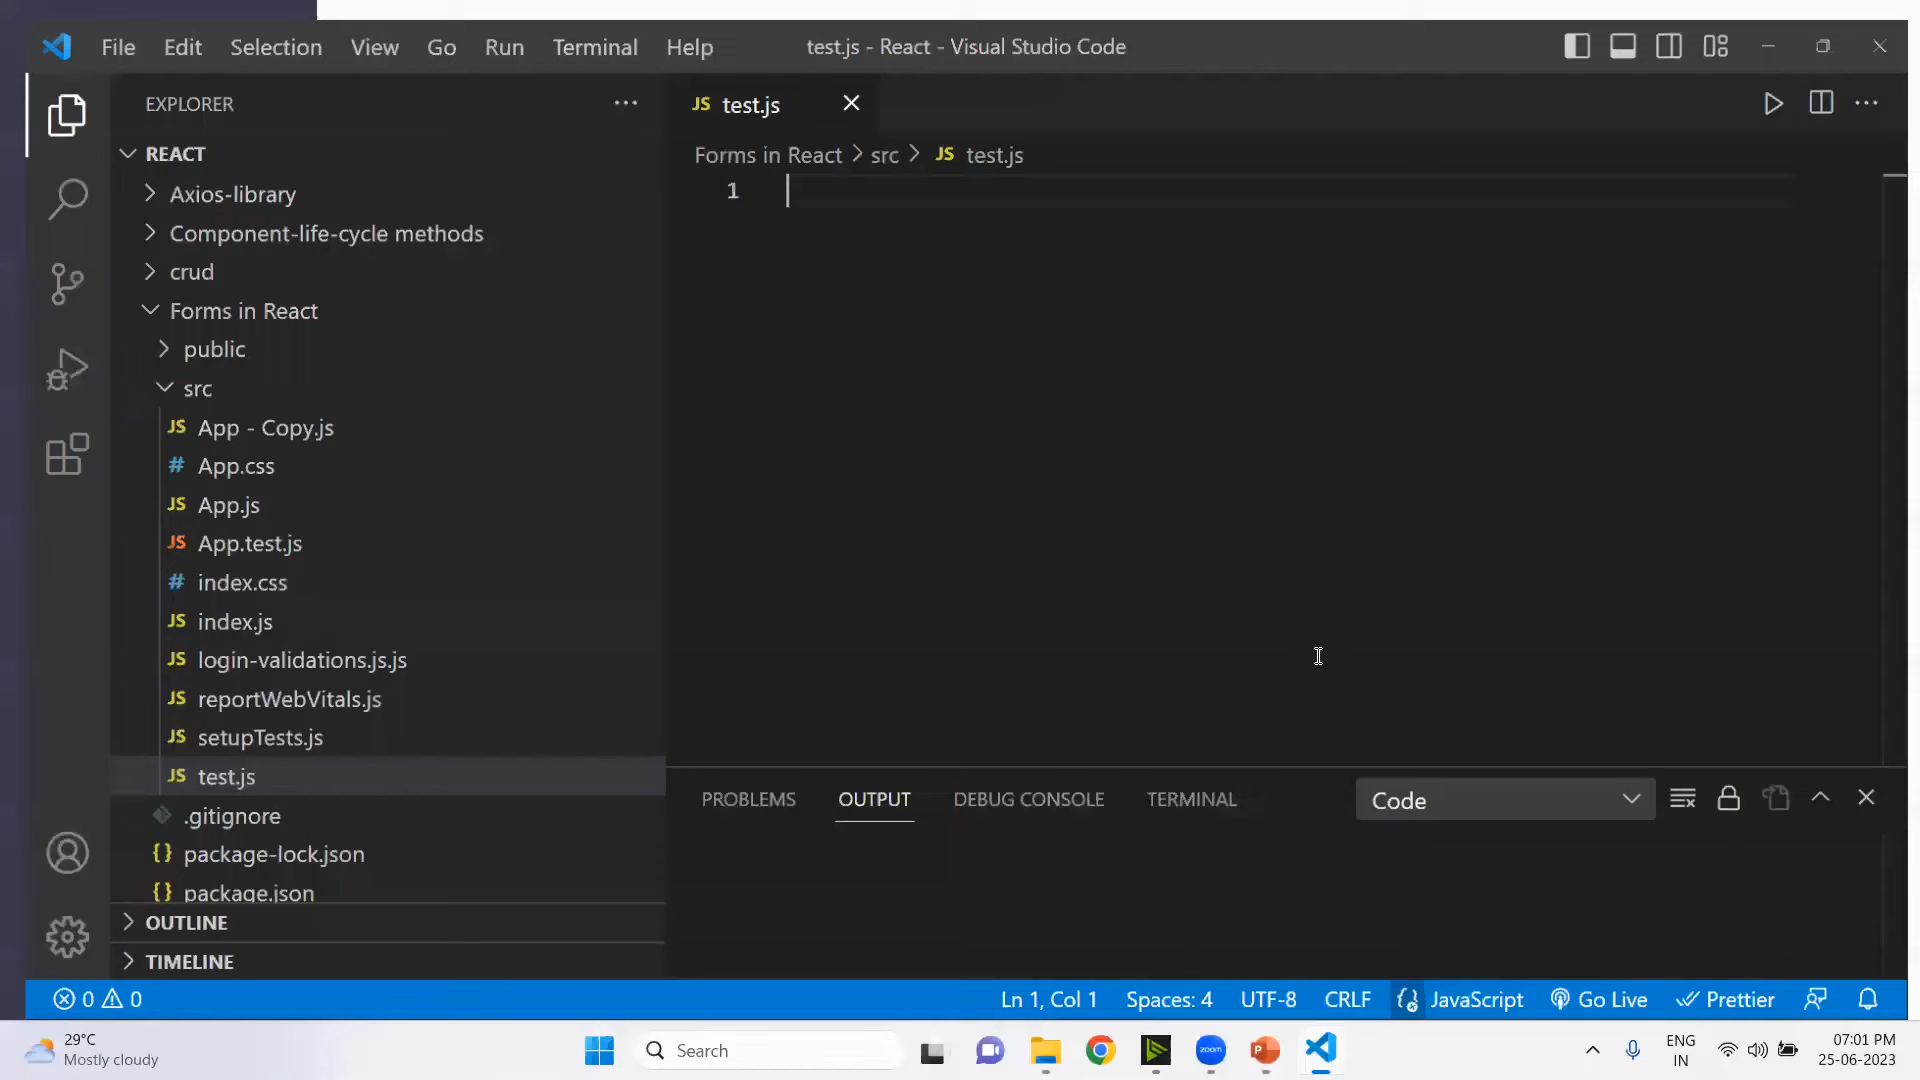 File Edit Selection View Go Run Terminal Help test.js - React - Visual Studio Code
EXPLORER
REACT
Axios-library
Component-life-cycle methods
crud
Forms in React
public
src
JS App - Copy.js
# App.css
JS App.js
JS App.test.js
# index.css
JS index.js
JS login-validations.js.js
JS reportWebVitals.js
JS setupTests.js
JS test.js
.gitignore
{} package-lock.json
{} package.json
OUTLINE
TIMELINE
JS test.js
Forms in React > src > JS test.js
1
PROBLEMS OUTPUT DEBUG CONSOLE TERMINAL Code
0 0 Ln 1, Col 1 Spaces: 4 UTF-8 CRLF JavaScript Go Live Prettier
29°C
Mostly cloudy
Search
zoom
ENG
IN
07:01 PM
25-06-2023